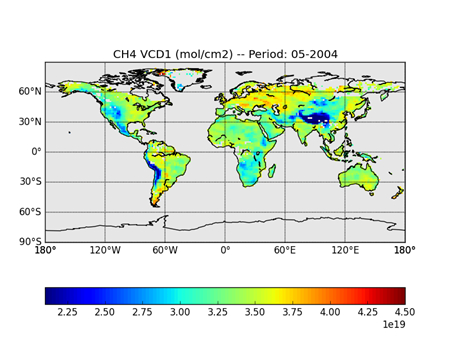 CH4 VCD1 (mol/cm2) -- Period: 05-2004
60°N
30°N
0°
30°S
60°S
90°S
180° 120°W 60°W 0° 60°E 120°E 180°
2.25 2.50 2.75 3.00 3.25 3.50 3.75 4.00 4.25 4.50
1e19